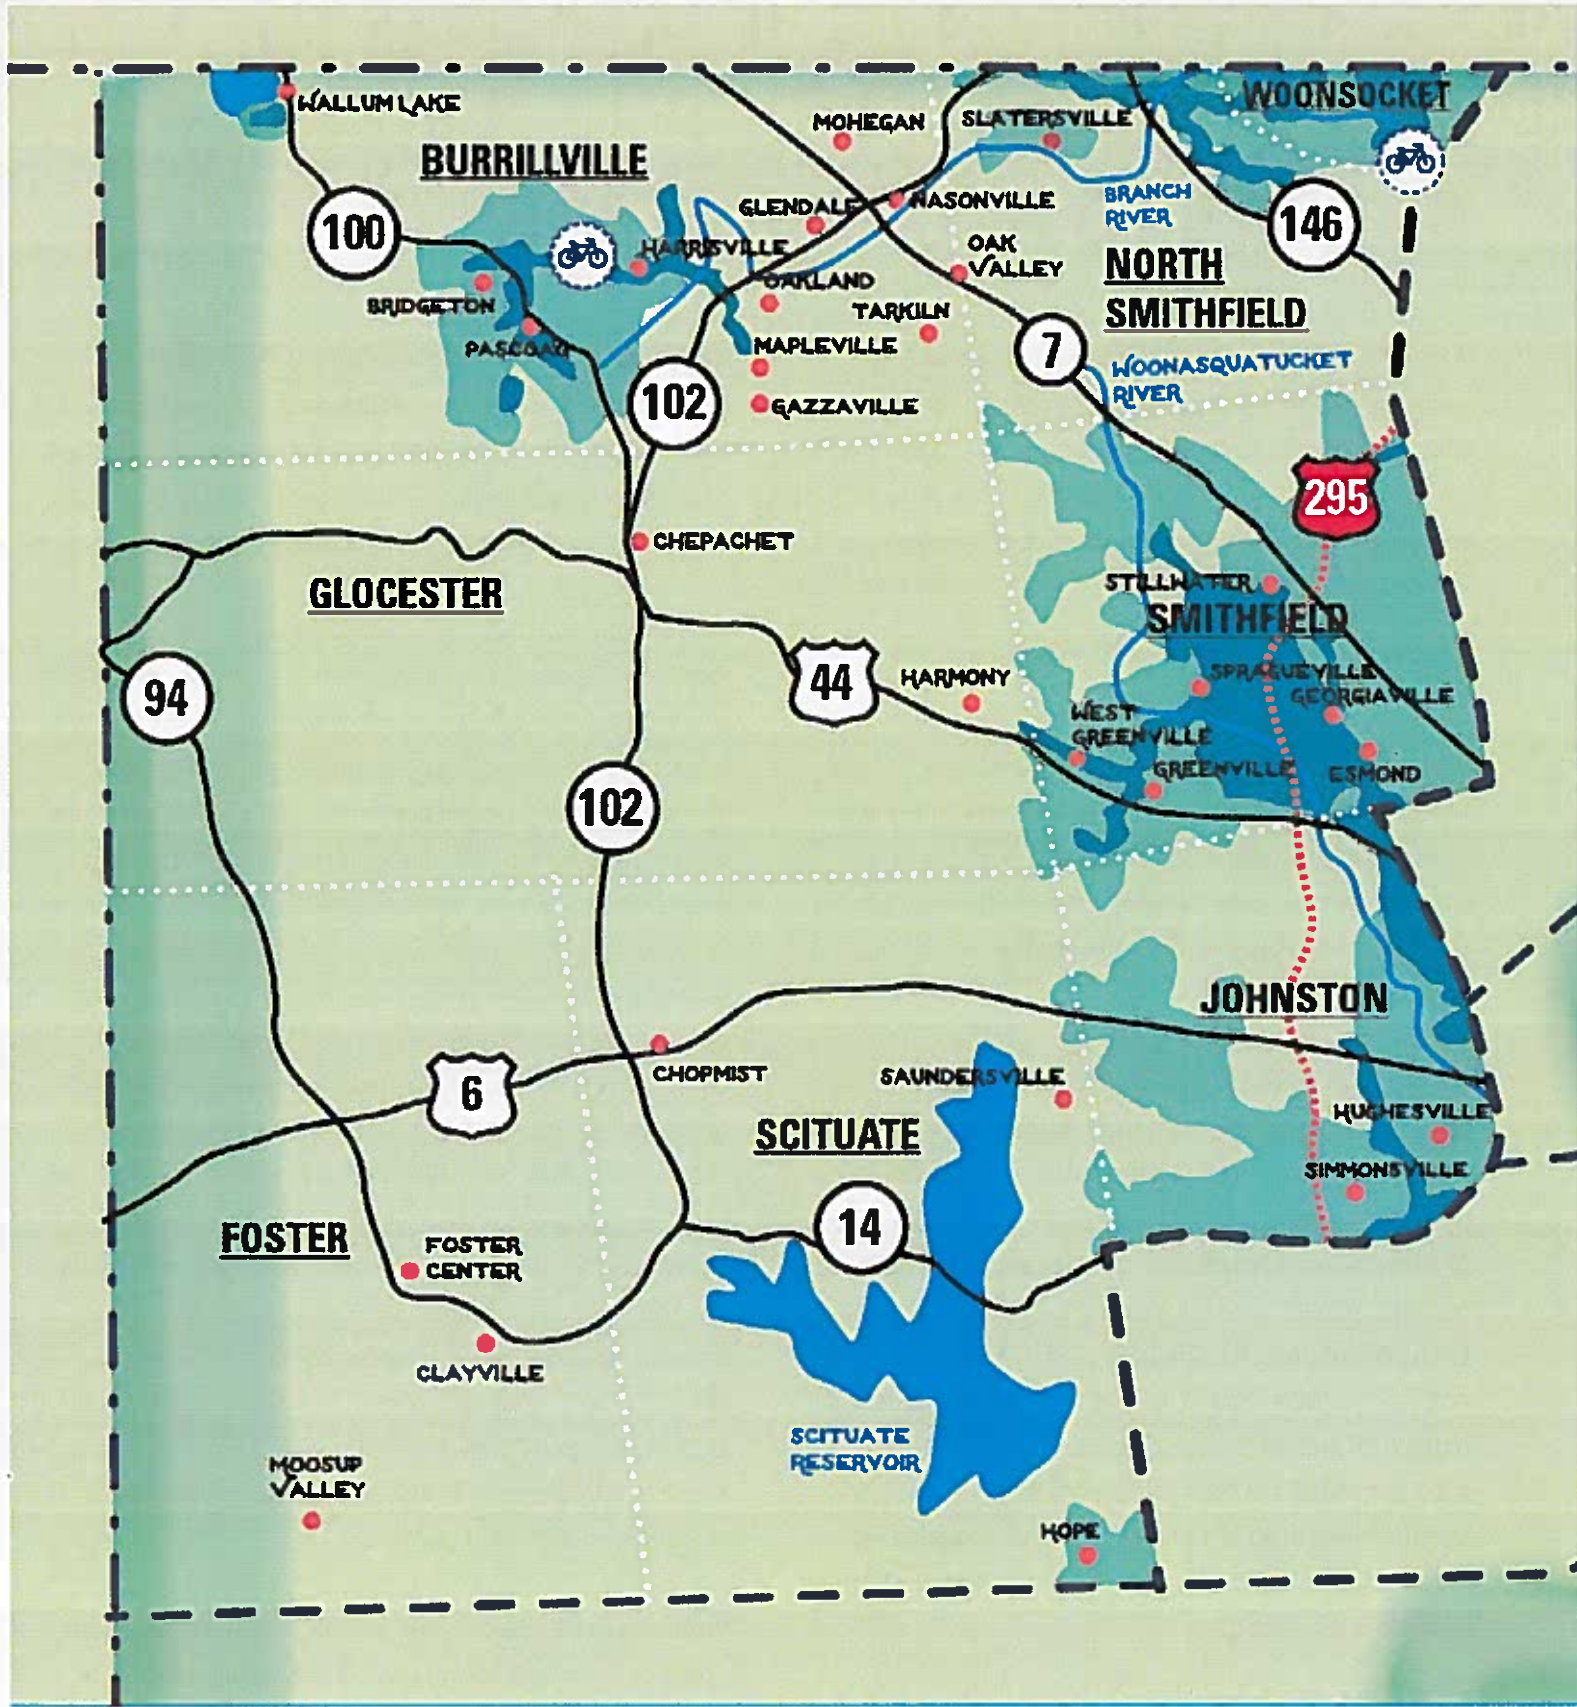 WALLUM LAKE
WOONSOCKET
MOHEGAN
SLATERSVILLE
BURRILLVILLE
BRANCH
RIVER
GLENDALE
NASONVILLE
100
146
HARRISVILLE
OAK
VALLEY
NORTH
SMITHFIELD
OAKLAND
BRIDGETON
TARKILN
PASCOAG
MAPLEVILLE
7
WOONASQUATUCKET
RIVER
102
GAZZAVILLE
295
CHEPACHET
GLOCESTER
STILLWATER
SMITHFIELD
94
44
HARMONY
SPRAGUEVILLE
GEORGIAVILLE
WEST
GREENVILLE
GREENVILLE
ESMOND
102
JOHNSTON
6
CHOPMIST
SAUNDERSVILLE
HUGHESVILLE
SCITUATE
SIMMONSVILLE
FOSTER
14
FOSTER
CENTER
CLAYVILLE
SCITUATE
RESERVOIR
MOOSUP
VALLEY
HOPE